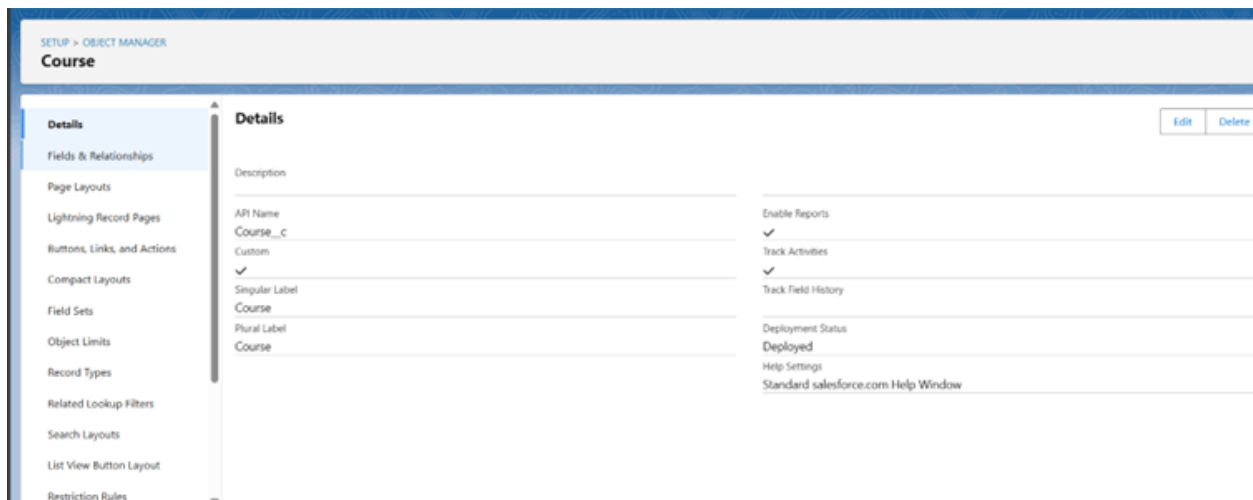 SETUP > OBJECT MANAGER
Course
Details
Fields & Relationships
Page Layouts
Lightning Record Pages
Buttons, Links, and Actions
Compact Layouts
Field Sets
Object Limits
Record Types
Related Lookup Filters
Search Layouts
List View Button Layout
Restriction Rules
Details
Edit
Delete
Description
API Name
Course__c
Custom
Singular Label
Course
Plural Label
Course
Enable Reports
Track Activities
Track Field History
Deployment Status
Deployed
Help Settings
Standard salesforce.com Help Window